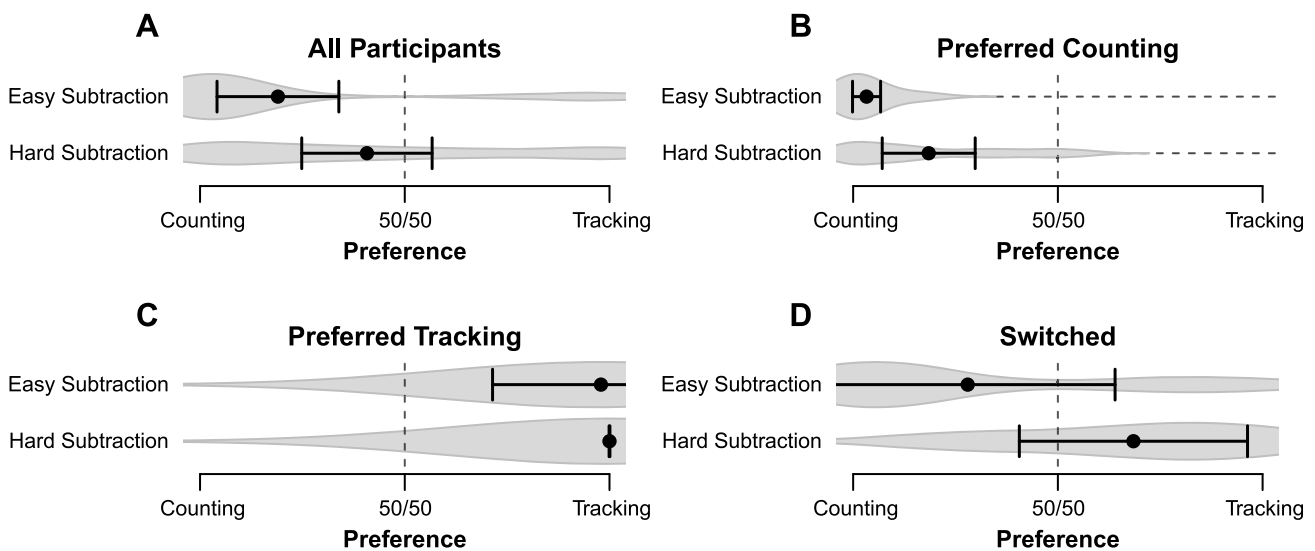 A
All Participants
Easy Subtraction
Hard Subtraction
Counting 50/50 Tracking
Preference
B
Preferred Counting
Easy Subtraction
Hard Subtraction
Counting 50/50 Tracking
Preference
C
Preferred Tracking
Easy Subtraction
Hard Subtraction
Counting 50/50 Tracking
Preference
D
Switched
Easy Subtraction
Hard Subtraction
Counting 50/50 Tracking
Preference